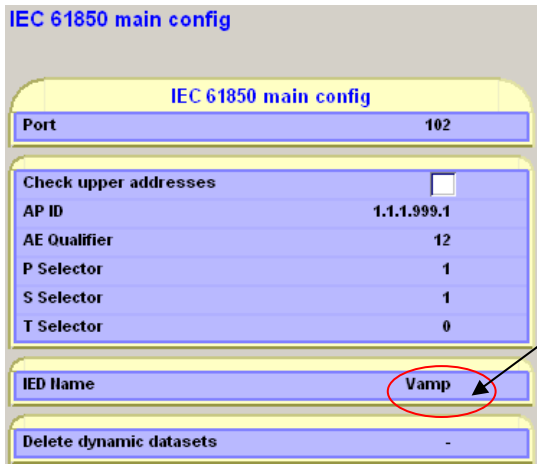 IEC 61850 main config
IEC 61850 main config
Port 102
Check upper addresses
AP ID 1.1.1.999.1
AE Qualifier 12
P Selector 1
S Selector 1
T Selector 0
IED Name Vamp
Delete dynamic datasets -